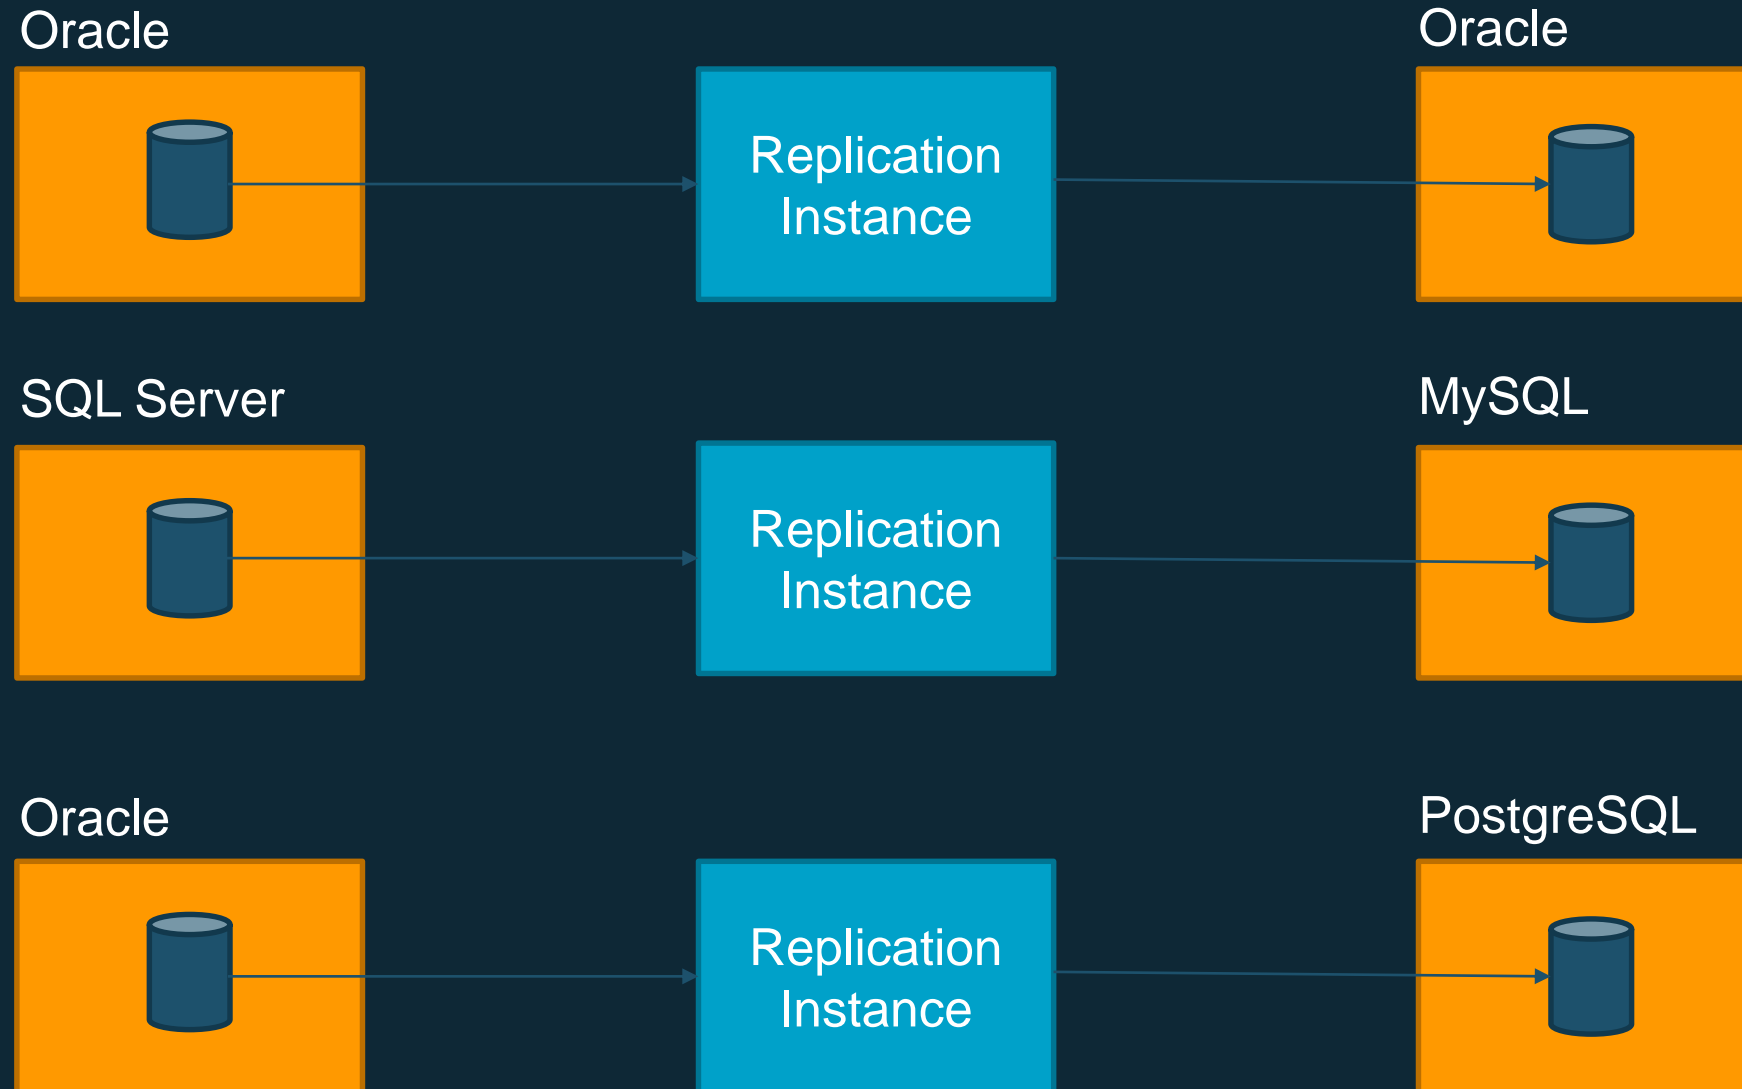 Oracle
Oracle
Replication
Instance
SQL Server
MySQL
Replication
Instance
Oracle
PostgreSQL
Replication
Instance